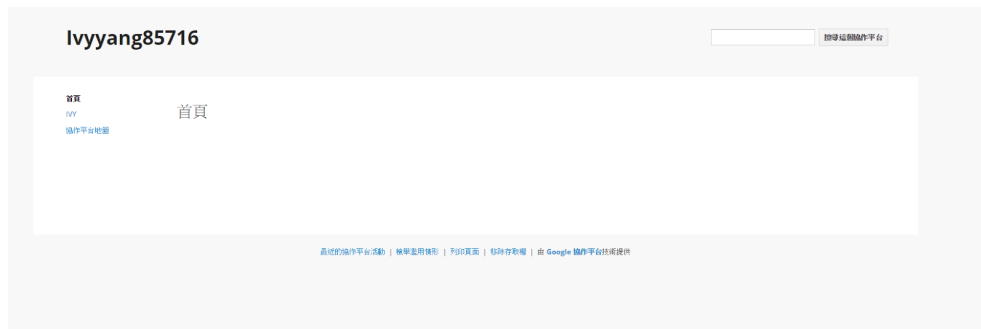 Ivyyang85716
搜尋這個協作平台
首頁
IVY
協作平台地圖
首頁
最近的協作平台活動 | 檢舉濫用情形 | 列印頁面 | 移除存取權 | 由 Google 協作平台技術提供